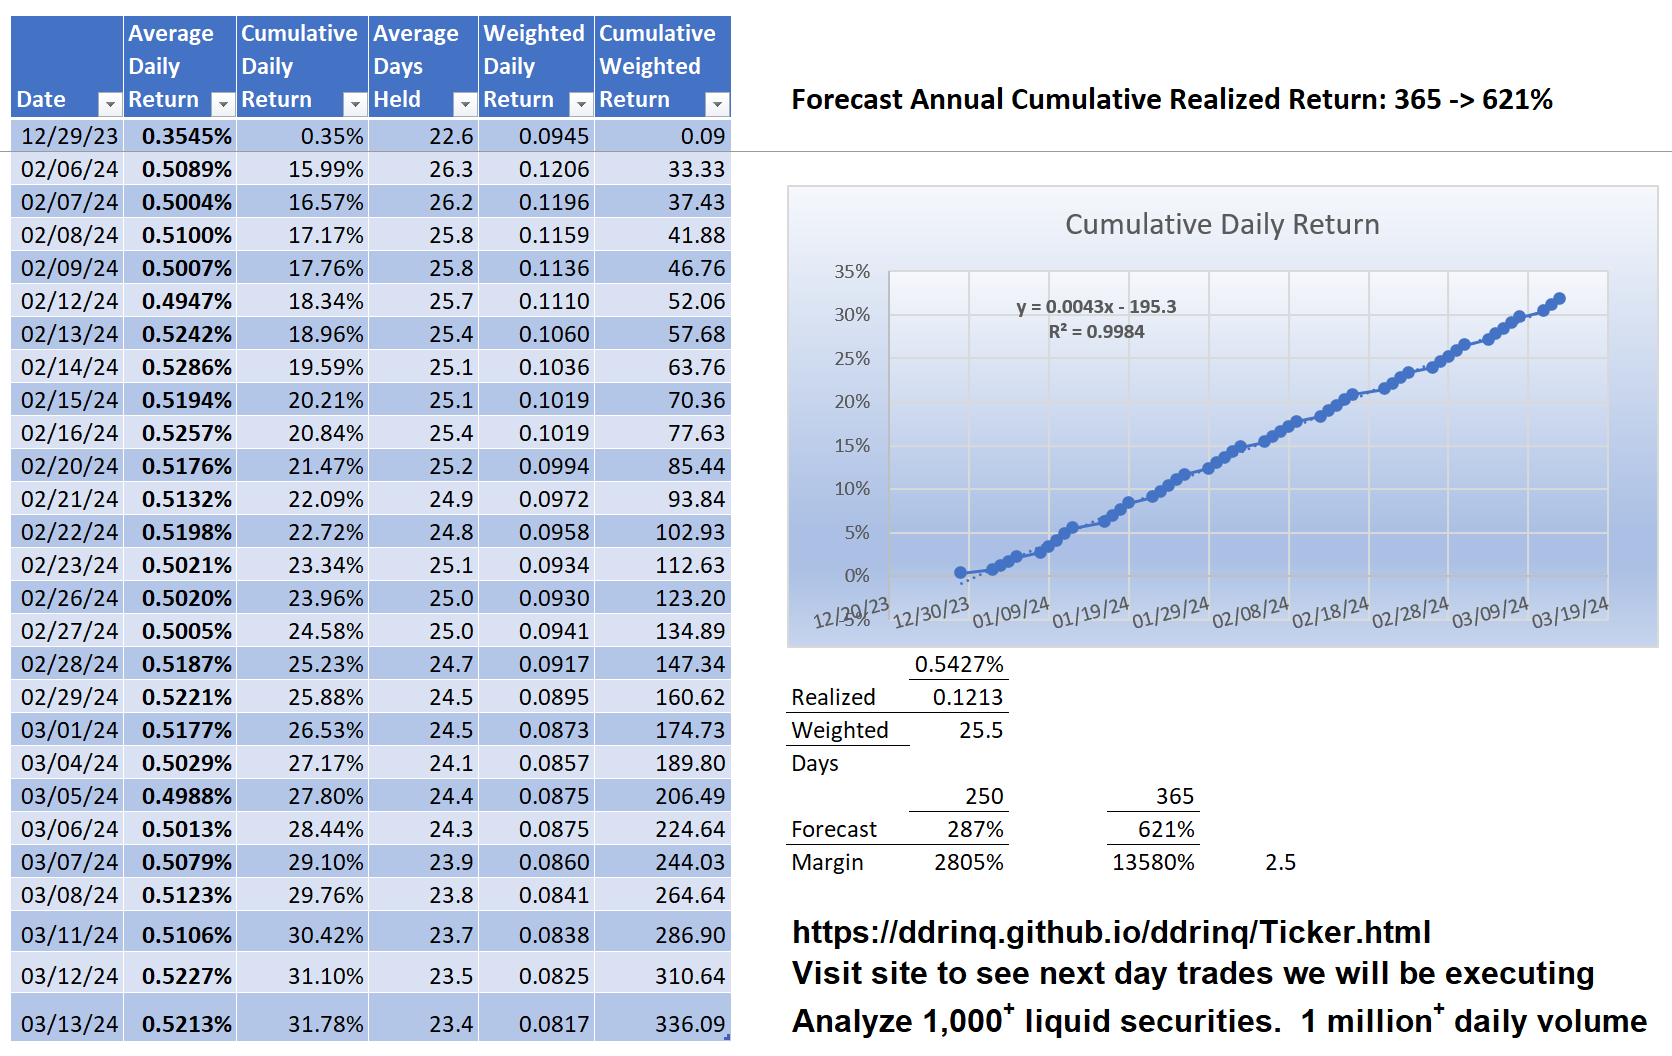 Date Average Daily Return Cumulative Daily Return Average Days Held Weighted Daily Return Cumulative Weighted Return
12/29/23 0.3545% 0.35% 22.6 0.0945 0.09
02/06/24 0.5089% 15.99% 26.3 0.1206 33.33
02/07/24 0.5004% 16.57% 26.2 0.1196 37.43
02/08/24 0.5100% 17.17% 25.8 0.1159 41.88
02/09/24 0.5007% 17.76% 25.8 0.1136 46.76
02/12/24 0.4947% 18.34% 25.7 0.1110 52.06
02/13/24 0.5242% 18.96% 25.4 0.1060 57.68
02/14/24 0.5286% 19.59% 25.1 0.1036 63.76
02/15/24 0.5194% 20.21% 25.1 0.1019 70.36
02/16/24 0.5257% 20.84% 25.4 0.1019 77.63
02/20/24 0.5176% 21.47% 25.2 0.0994 85.44
02/21/24 0.5132% 22.09% 24.9 0.0972 93.84
02/22/24 0.5198% 22.72% 24.8 0.0958 102.93
02/23/24 0.5021% 23.34% 25.1 0.0934 112.63
02/26/24 0.5020% 23.96% 25.0 0.0930 123.20
02/27/24 0.5005% 24.58% 25.0 0.0941 134.89
02/28/24 0.5187% 25.23% 24.7 0.0917 147.34
02/29/24 0.5221% 25.88% 24.5 0.0895 160.62
03/01/24 0.5177% 26.53% 24.5 0.0873 174.73
03/04/24 0.5029% 27.17% 24.1 0.0857 189.80
03/05/24 0.4988% 27.80% 24.4 0.0875 206.49
03/06/24 0.5013% 28.44% 24.3 0.0875 224.64
03/07/24 0.5079% 29.10% 23.9 0.0860 244.03
03/08/24 0.5123% 29.76% 23.8 0.0841 264.64
03/11/24 0.5106% 30.42% 23.7 0.0838 286.90
03/12/24 0.5227% 31.10% 23.5 0.0825 310.64
03/13/24 0.5213% 31.78% 23.4 0.0817 336.09
Forecast Annual Cumulative Realized Return: 365 -> 621%
Cumulative Daily Return
35%
30%
25%
20%
15%
10%
5%
0%
-5%
y = 0.0043x - 195.3
R² = 0.9984
12/20/23 12/30/23 01/09/24 01/19/24 01/29/24 02/08/24 02/18/24 02/28/24 03/09/24 03/19/24
0.5427%
Realized 0.1213
Weighted 25.5
Days
250 365
Forecast 287% 621%
Margin 2805% 13580% 2.5
https://ddrinq.github.io/ddrinq/Ticker.html
Visit site to see next day trades we will be executing
Analyze 1,000⁺ liquid securities. 1 million⁺ daily volume